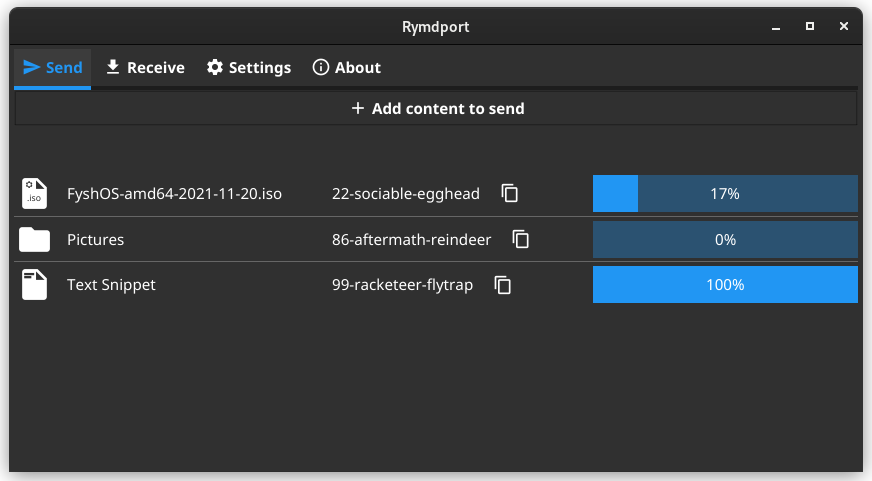 Rymdport
Send Receive Settings About
Add content to send
.iso FyshOS-amd64-2021-11-20.iso 22-sociable-egghead 17%
Pictures 86-aftermath-reindeer 0%
Text Snippet 99-racketeer-flytrap 100%